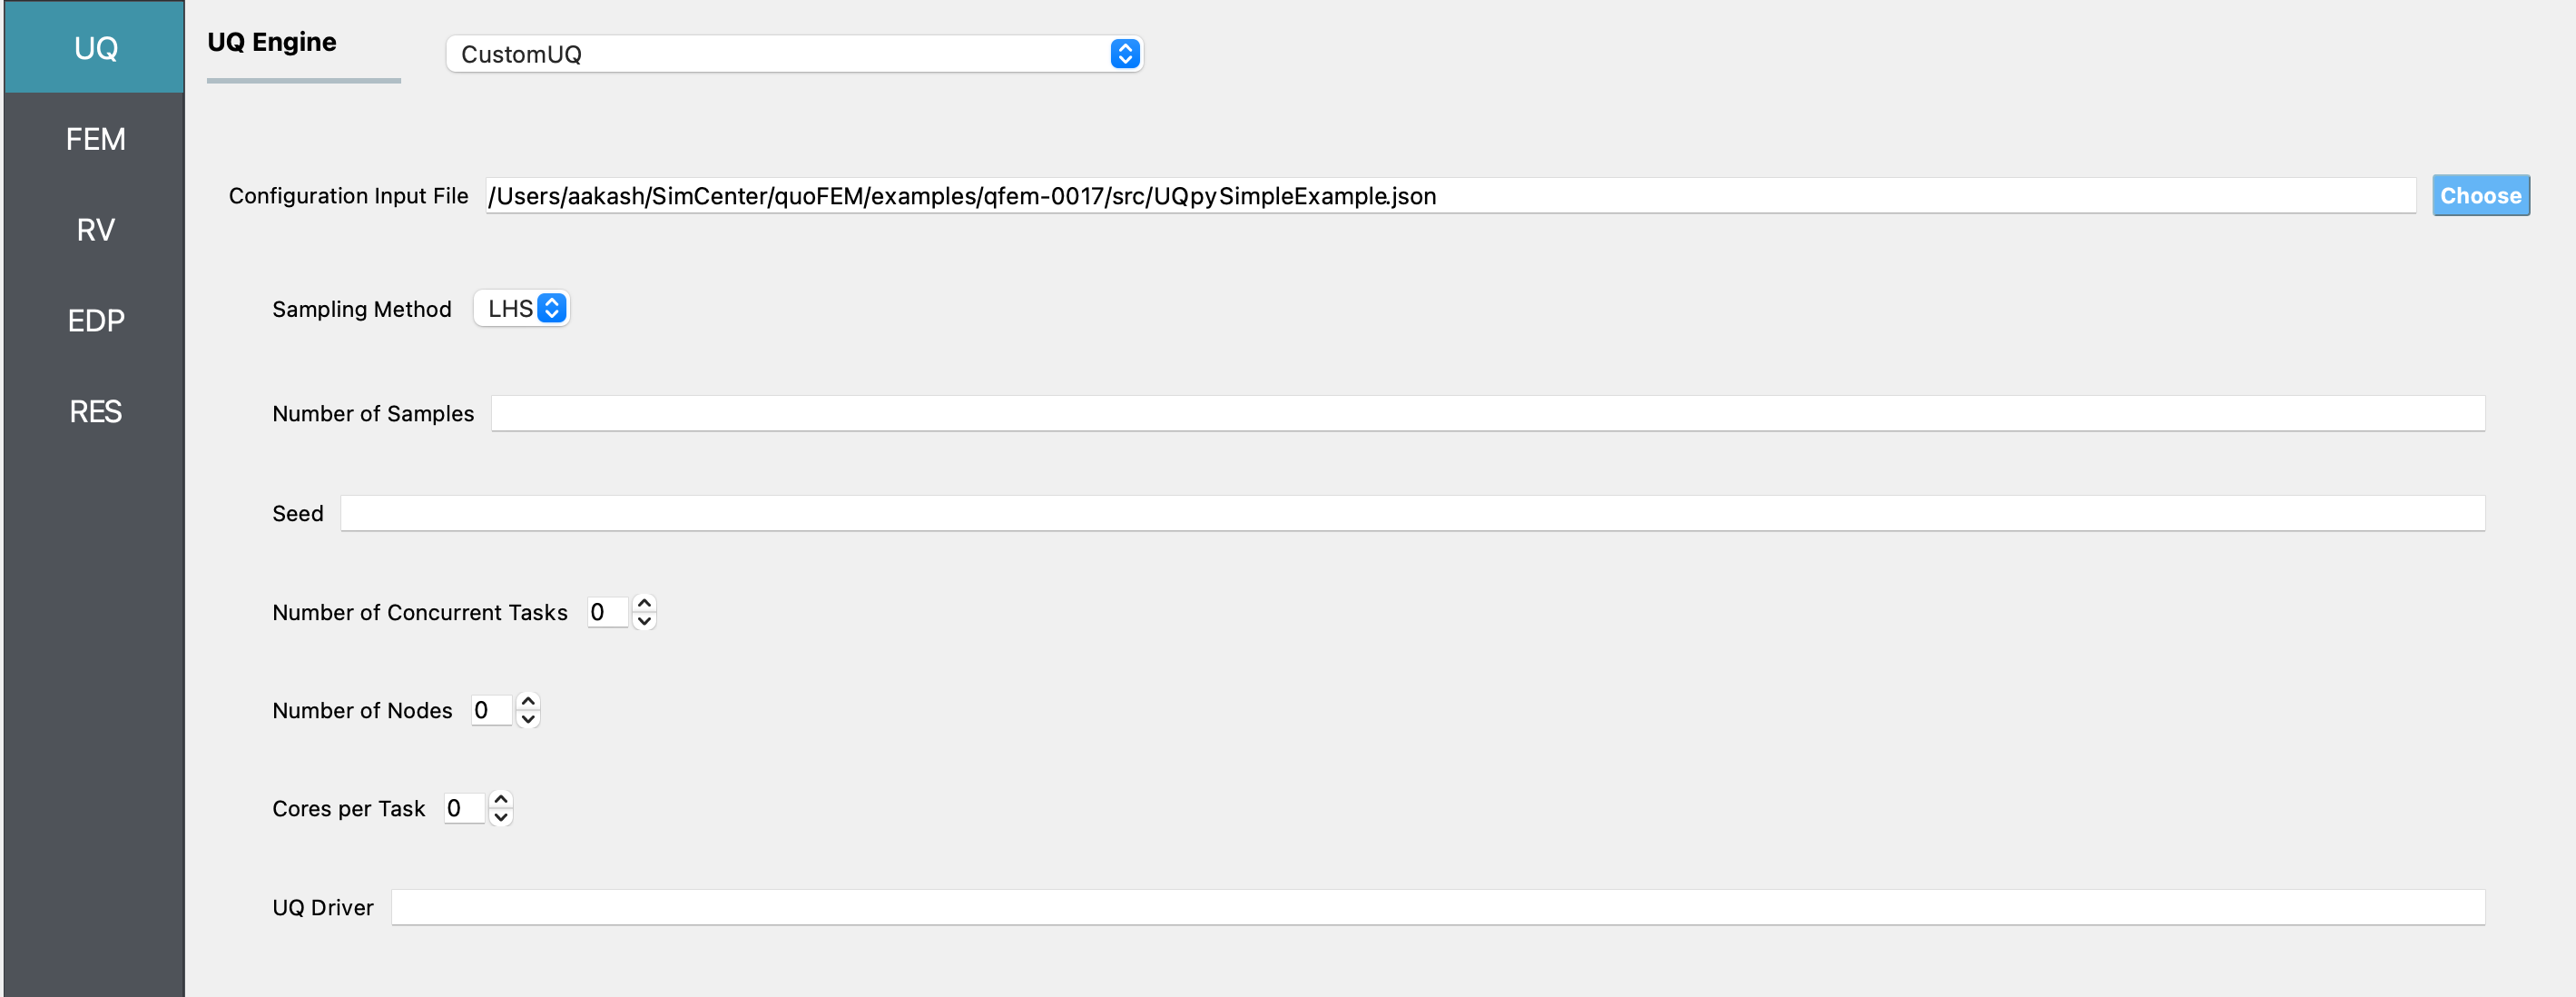 UQ
FEM
RV
EDP
RES
UQ Engine
CustomUQ
Configuration Input File /Users/aakash/SimCenter/quoFEM/examples/qfem-0017/src/UQpySimpleExample.json Choose
Sampling Method LHS
Number of Samples
Seed
Number of Concurrent Tasks 0
Number of Nodes 0
Cores per Task 0
UQ Driver